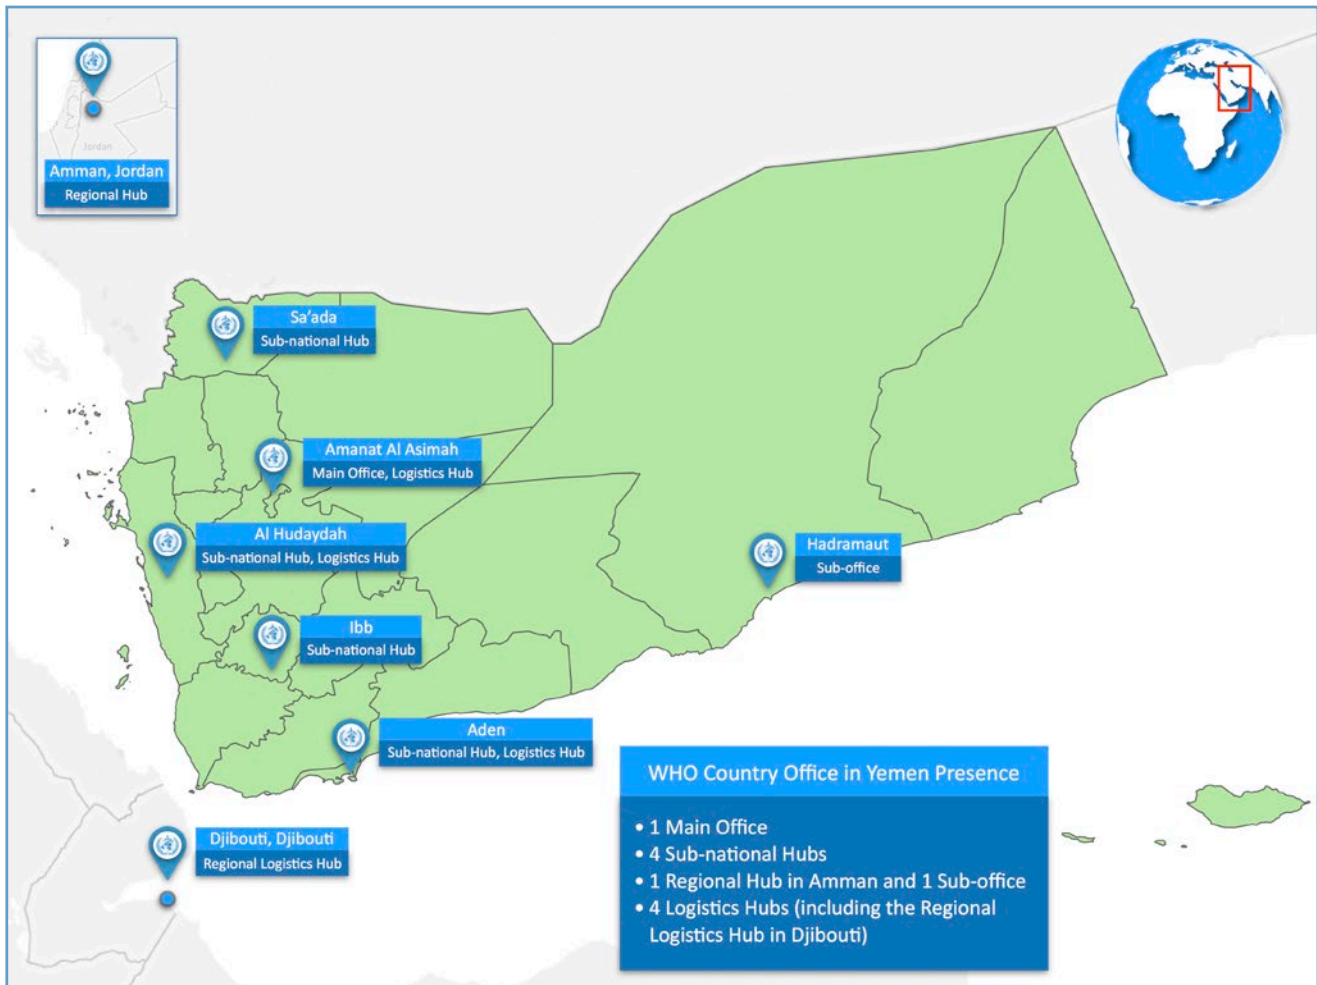 Jordan
Amman, Jordan
Regional Hub
Sa'ada
Sub-national Hub
Amanat Al Asimah
Main Office, Logistics Hub
Al Hudaydah
Sub-national Hub, Logistics Hub
Hadramaut
Sub-office
Ibb
Sub-national Hub
Aden
Sub-national Hub, Logistics Hub
Djibouti, Djibouti
Regional Logistics Hub
WHO Country Office in Yemen Presence
• 1 Main Office
• 4 Sub-national Hubs
• 1 Regional Hub in Amman and 1 Sub-office
• 4 Logistics Hubs (including the Regional
Logistics Hub in Djibouti)